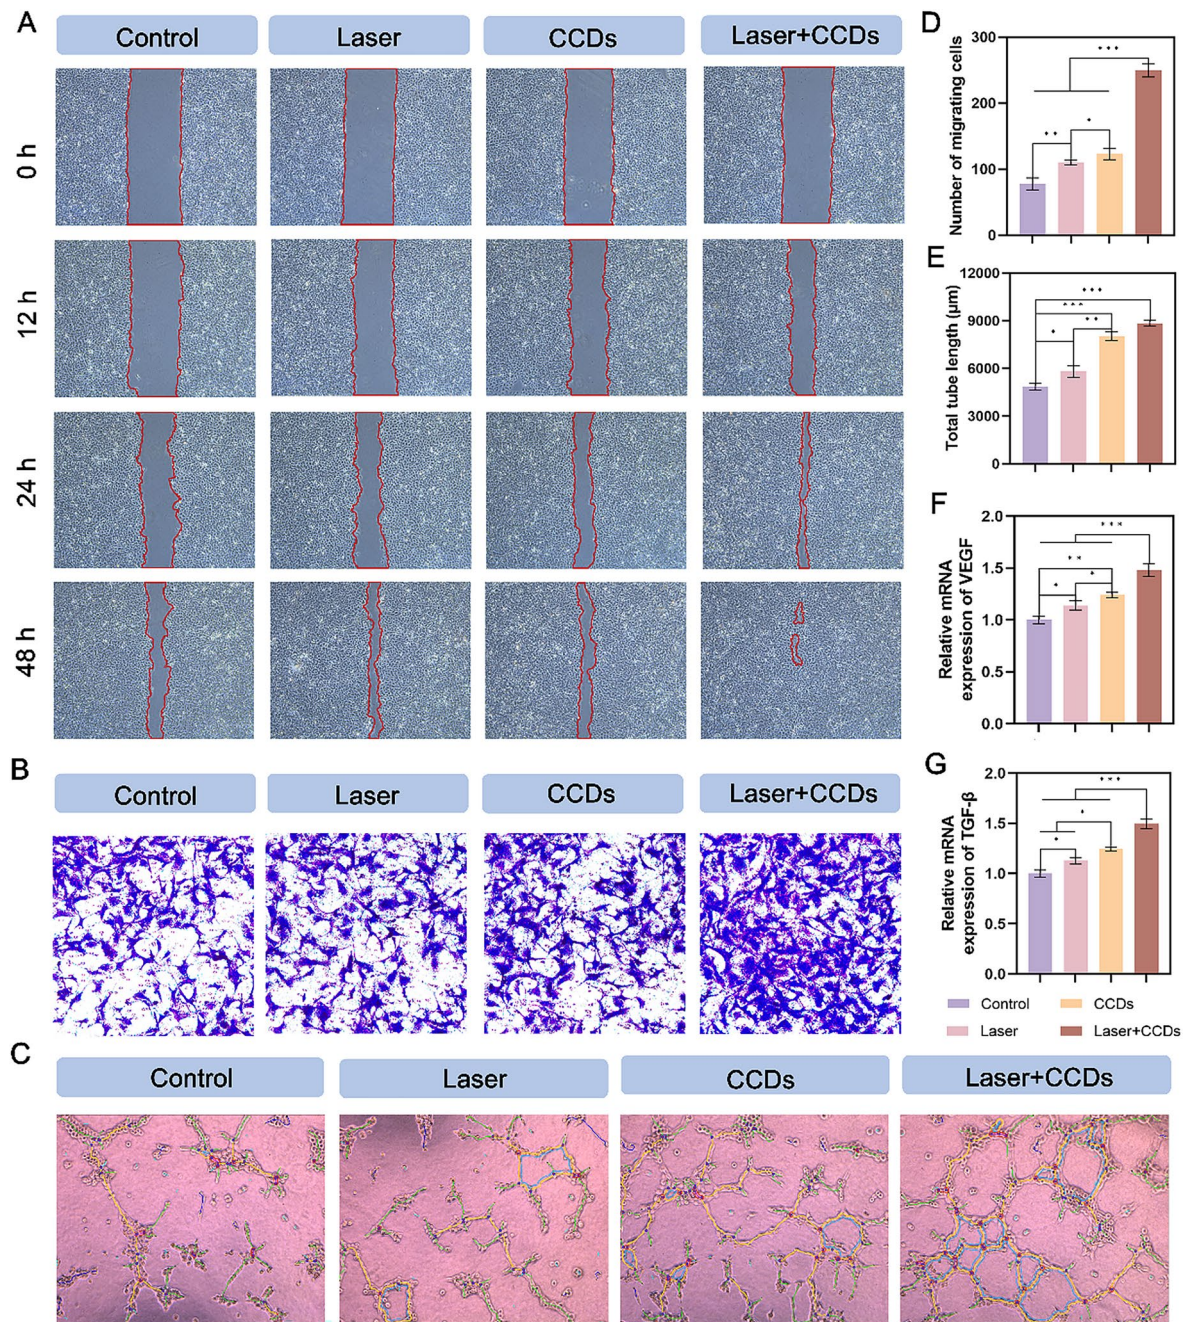 A
Control
Laser
CCDs
Laser+CCDs
0 h
12 h
24 h
48 h
B
Control
Laser
CCDs
Laser+CCDs
C
Control
Laser
CCDs
Laser+CCDs
D
Number of migrating cells
300
200
100
0
***
**
*
E
Total tube length (μm)
12000
9000
6000
3000
0
***
***
**
*
F
Relative mRNA
expression of VEGF
2.0
1.5
1.0
0.5
0.0
***
**
*
*
G
Relative mRNA
expression of TGF-β
2.0
1.5
1.0
0.5
0.0
***
*
*
Control
CCDs
Laser
Laser+CCDs